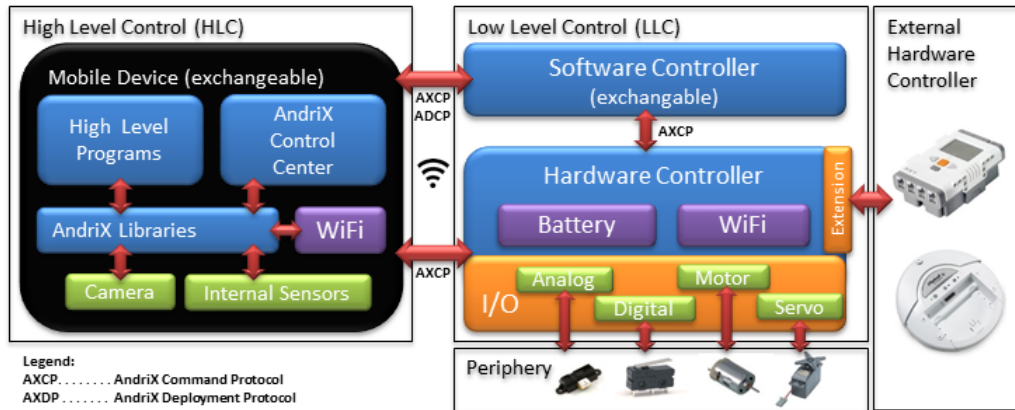 High Level Control (HLC)
Mobile Device (exchangeable)
High Level
Programs
AndriX
Control
Center
AndriX Libraries
WiFi
Camera
Internal Sensors
AXCP
ADCP
AXCP
Low Level Control (LLC)
Software Controller
(exchangable)
AXCP
Hardware Controller
Battery
WiFi
Extension
I/O
Analog
Digital
Motor
Servo
Periphery
External
Hardware
Controller
Legend:
AXCP........ AndriX Command Protocol
AXDP ....... AndriX Deployment Protocol